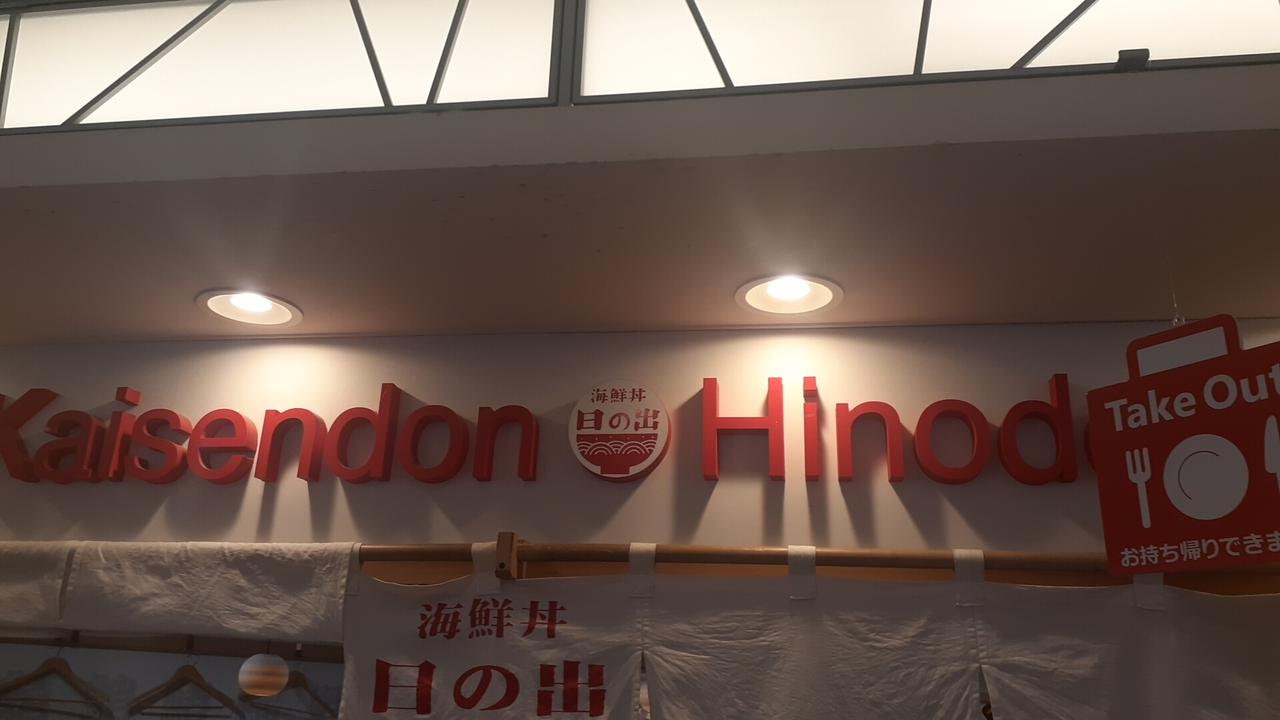 Kaisendon
海鮮丼
日の出
Hinod
Take Out
お持ち帰りできま
海鮮丼
日の出